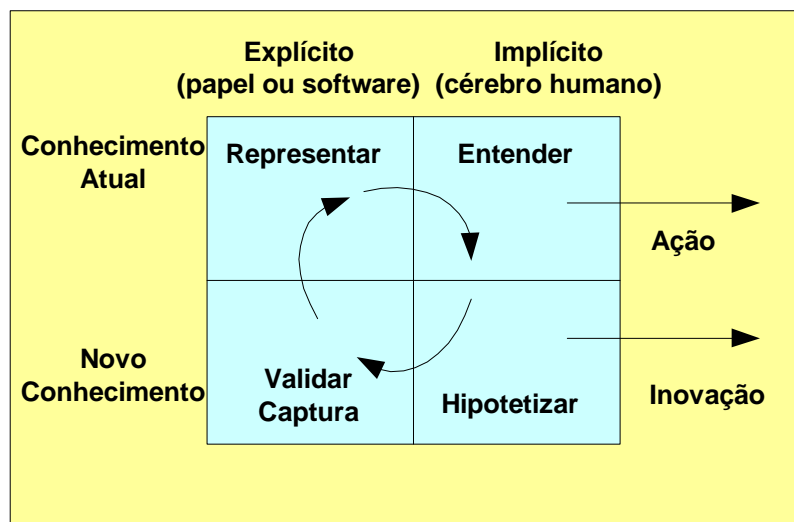 Explícito
(papel ou software)
Implícito
(cérebro humano)
Conhecimento
Atual
Representar
Entender
Ação
Novo
Conhecimento
Validar
Captura
Hipotetizar
Inovação